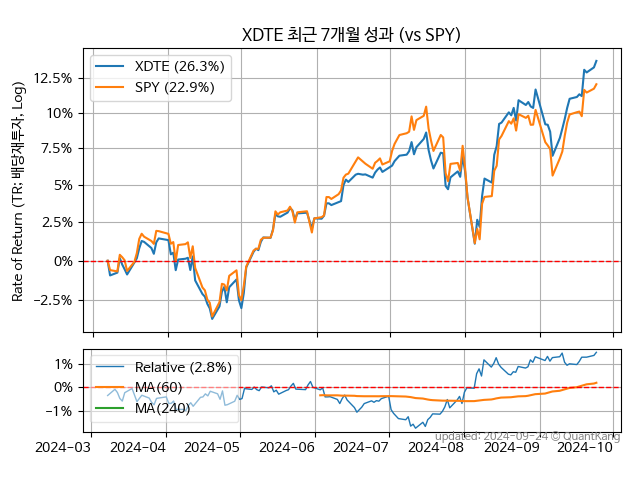 XDTE 최근 7개월 성과 (vs SPY)
Rate of Return (TR: 배당재투자, Log)
XDTE (26.3%)
SPY (22.9%)
12.5%
10%
7.5%
5%
2.5%
0%
−2.5%
Relative (2.8%)
MA(60)
MA(240)
1%
0%
−1%
2024−03 2024−04 2024−05 2024−06 2024−07 2024−08 2024−09 2024−10
updated: 2024−09−24 © QuantKang